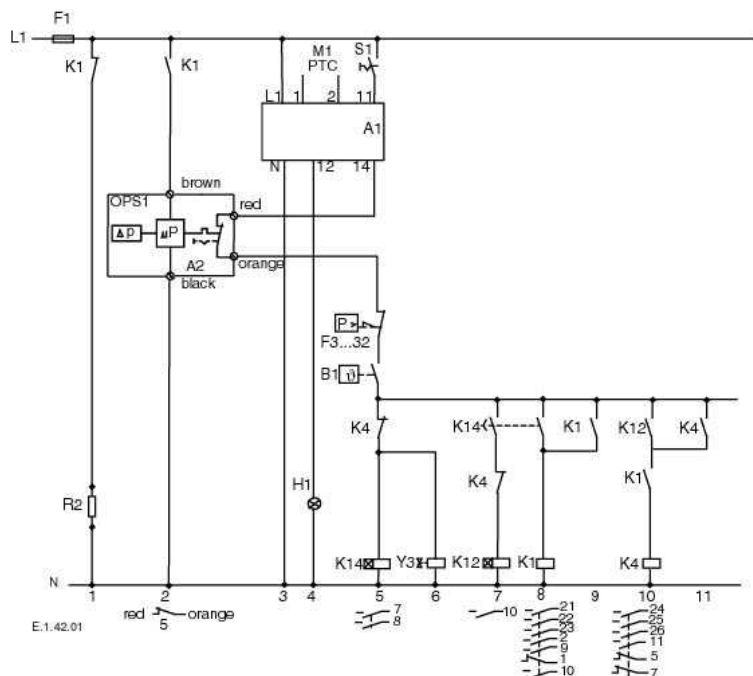 F1
L1
K1
K1
M1
PTC
S1
L1 1 2 11
A1
N 12 14
brown
OPS1
red
Δp
μP
A2
orange
black
P>
F3...32
B1
ϑ
K4
K14
K1
K12
K4
K4
K1
H1
R2
K14
Y3
K12
K1
K4
N
1 2 3 4 5 6 7 8 9 10 11
red orange
5
E.1.42.01
7
8
10
21
22
23
2
9
1
10
24
25
26
11
5
7